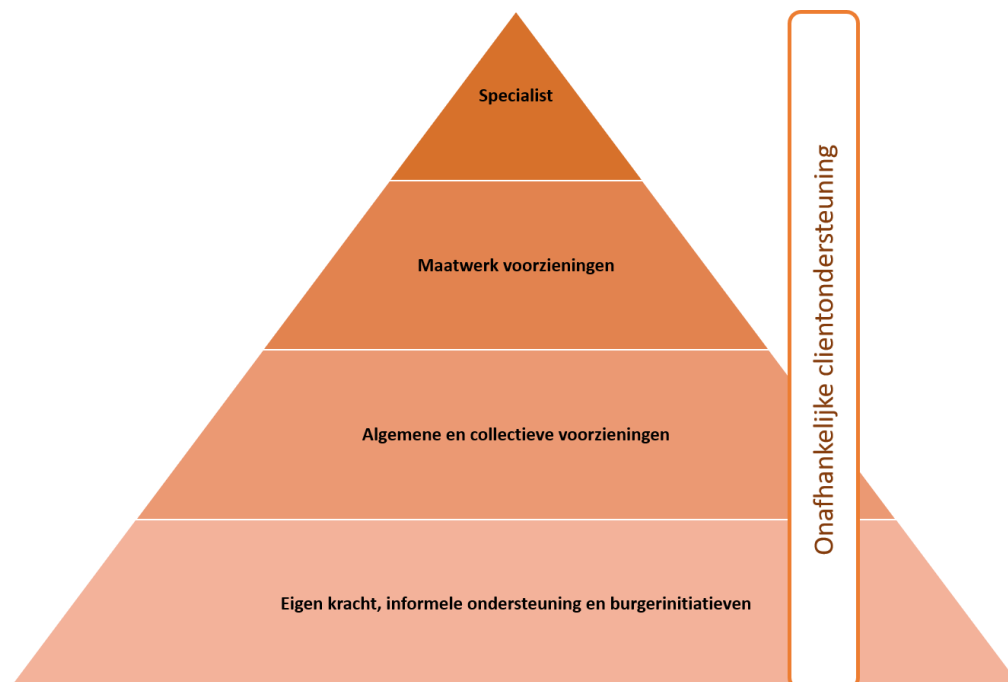 Specialist
Maatwerk voorzieningen
Algemene en collectieve voorzieningen
Eigen kracht, informele ondersteuning en burgerinitiatieven
Onafhankelijke clientondersteuning